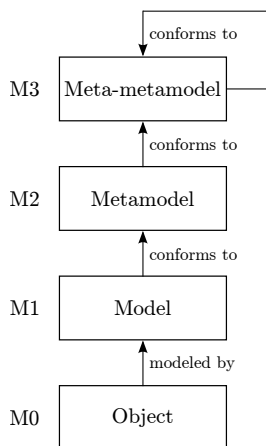 conforms to
M3 Meta-metamodel
conforms to
M2 Metamodel
conforms to
M1 Model
modeled by
M0 Object